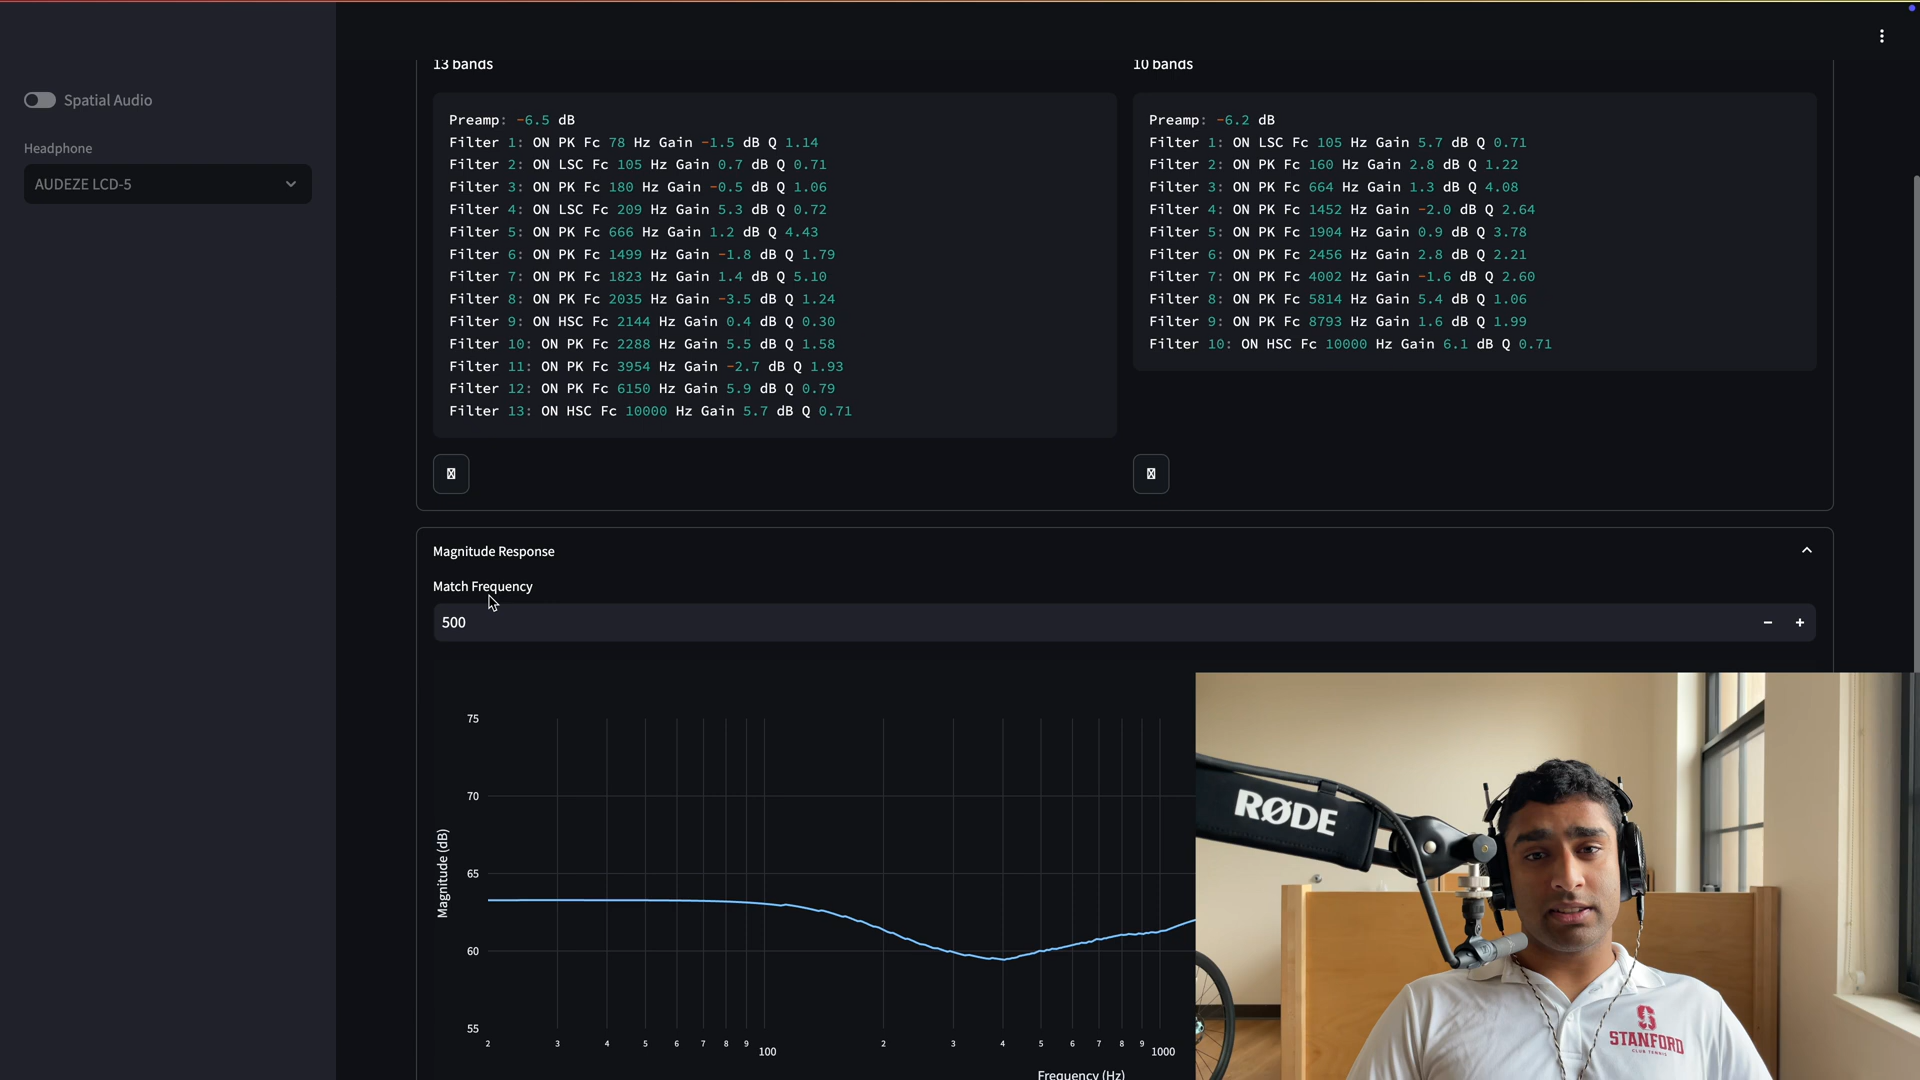 Spatial Audio
Headphone
AUDEZE LCD-5
13 bands
Preamp: -6.5 dB
Filter 1: ON PK Fc 78 Hz Gain -1.5 dB Q 1.14
Filter 2: ON LSC Fc 105 Hz Gain 0.7 dB Q 0.71
Filter 3: ON PK Fc 180 Hz Gain -0.5 dB Q 1.06
Filter 4: ON LSC Fc 209 Hz Gain 5.3 dB Q 0.72
Filter 5: ON PK Fc 666 Hz Gain 1.2 dB Q 4.43
Filter 6: ON PK Fc 1499 Hz Gain -1.8 dB Q 1.79
Filter 7: ON PK Fc 1823 Hz Gain 1.4 dB Q 5.10
Filter 8: ON PK Fc 2035 Hz Gain -3.5 dB Q 1.24
Filter 9: ON HSC Fc 2144 Hz Gain 0.4 dB Q 0.30
Filter 10: ON PK Fc 2288 Hz Gain 5.5 dB Q 1.58
Filter 11: ON PK Fc 3954 Hz Gain -2.7 dB Q 1.93
Filter 12: ON PK Fc 6150 Hz Gain 5.9 dB Q 0.79
Filter 13: ON HSC Fc 10000 Hz Gain 5.7 dB Q 0.71
10 bands
Preamp: -6.2 dB
Filter 1: ON LSC Fc 105 Hz Gain 5.7 dB Q 0.71
Filter 2: ON PK Fc 160 Hz Gain 2.8 dB Q 1.22
Filter 3: ON PK Fc 664 Hz Gain 1.3 dB Q 4.08
Filter 4: ON PK Fc 1452 Hz Gain -2.0 dB Q 2.64
Filter 5: ON PK Fc 1904 Hz Gain 0.9 dB Q 3.78
Filter 6: ON PK Fc 2456 Hz Gain 2.8 dB Q 2.21
Filter 7: ON PK Fc 4002 Hz Gain -1.6 dB Q 2.60
Filter 8: ON PK Fc 5814 Hz Gain 5.4 dB Q 1.06
Filter 9: ON PK Fc 8793 Hz Gain 1.6 dB Q 1.99
Filter 10: ON HSC Fc 10000 Hz Gain 6.1 dB Q 0.71
Magnitude Response
Match Frequency
500
75
70
65
60
55
Magnitude (dB)
2 3 4 5 6 7 8 9 100 2 3 4 5 6 7 8 9 1000
Frequency (Hz)
RØDE
STANFORD
CLUB TENNIS